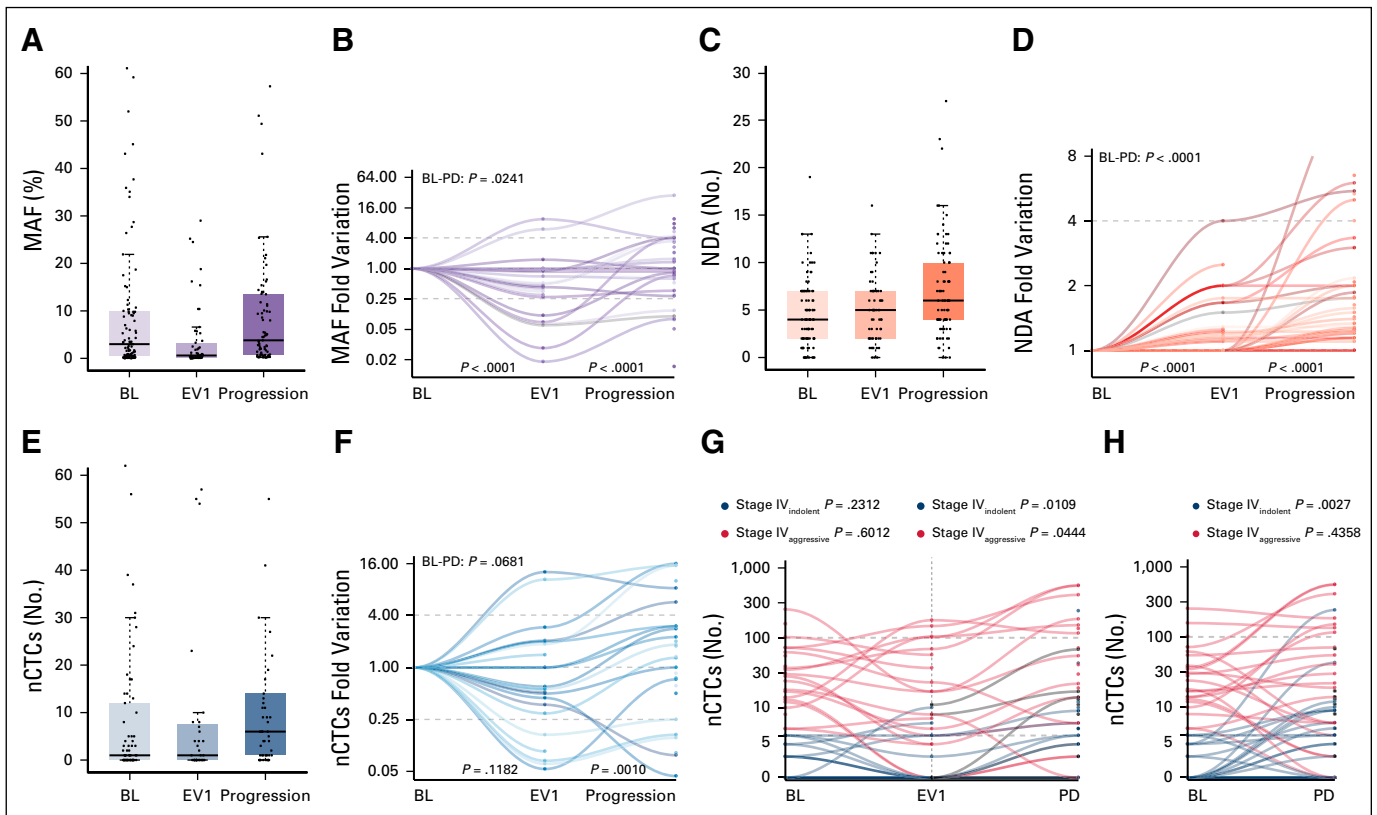 A
MAF (%)
60
50
40
30
20
10
0
BL EV1 Progression
B
MAF Fold Variation
64.00
16.00
4.00
1.00
0.25
0.05
0.02
BL-PD: P = .0241
P < .0001 P < .0001
BL EV1 Progression
C
NDA (No.)
30
25
20
15
10
5
0
BL EV1 Progression
D
NDA Fold Variation
8
4
2
1
BL-PD: P < .0001
P < .0001 P < .0001
BL EV1 Progression
E
nCTCs (No.)
60
50
40
30
20
10
0
BL EV1 Progression
F
nCTCs Fold Variation
16.00
4.00
1.00
0.25
0.05
BL-PD: P = .0681
P = .1182 P = .0010
BL EV1 Progression
G
Stage IVindolent P = .2312 Stage IVindolent P = .0109
Stage IVaggressive P = .6012 Stage IVaggressive P = .0444
nCTCs (No.)
1,000
300
100
30
10
5
0
BL EV1 PD
H
Stage IVindolent P = .0027
Stage IVaggressive P = .4358
nCTCs (No.)
1,000
300
100
30
10
5
0
BL PD